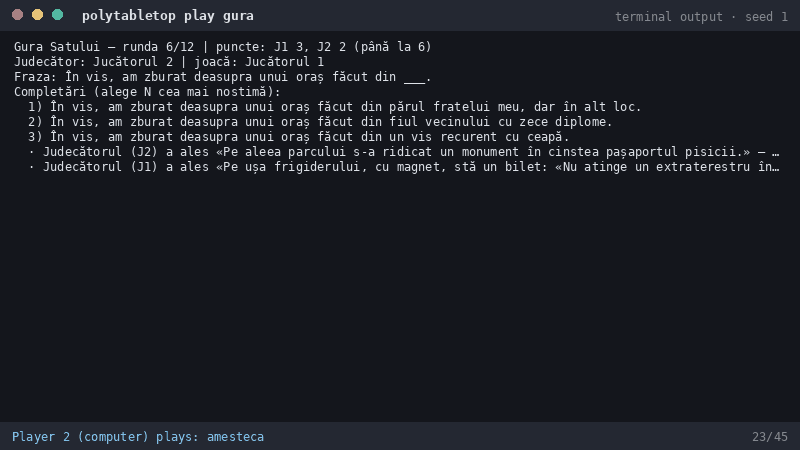 polytabletop play gura
terminal output · seed 1
Gura Satului — runda 6/12 | puncte: J1 3, J2 2 (până la 6)
Judecător: Jucătorul 2 | joacă: Jucătorul 1
Fraza: În vis, am zburat deasupra unui oraș făcut din ___.
Completări (alege N cea mai nostimă):
1) În vis, am zburat deasupra unui oraș făcut din părul fratelui meu, dar în alt loc.
2) În vis, am zburat deasupra unui oraș făcut din fiul vecinului cu zece diplome.
3) În vis, am zburat deasupra unui oraș făcut din un vis recurent cu ceapă.
· Judecătorul (J2) a ales «Pe aleea parcului s-a ridicat un monument în cinstea pașaportul pisicii.» — …
· Judecătorul (J1) a ales «Pe ușa frigiderului, cu magnet, stă un bilet: «Nu atinge un extraterestru în…
Player 2 (computer) plays: amesteca
23/45